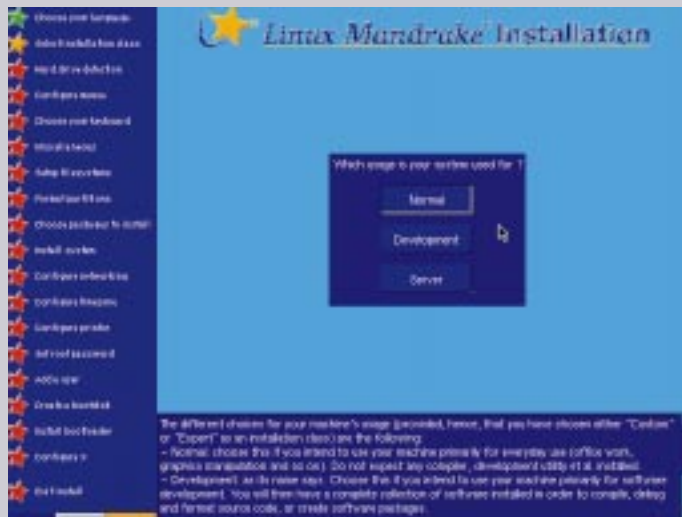 Choose your language
Select installation class
Hard drive detection
Configure mouse
Choose your keyboard
Miscellaneous
Setup filesystems
Format partitions
Choose packages to install
Install system
Configure networking
Configure timezone
Configure printer
Set root password
Add a user
Create a bootdisk
Install bootloader
Configure X
Exit install
Linux Mandrake Installation
Which usage is your system used for ?
Normal
Development
Server
The different choices for your machine's usage (provided, hence, that you have chosen either "Custom"
or "Expert" as an installation class) are the following:
- Normal: choose this if you intend to use your machine primarily for everyday use (office work,
graphics manipulation and so on). Do not expect any compiler, development utility et al. installed.
- Development: as its name says. Choose this if you intend to use your machine primarily for software
development. You will then have a complete collection of software installed in order to compile, debug
and format source code, or create software packages.